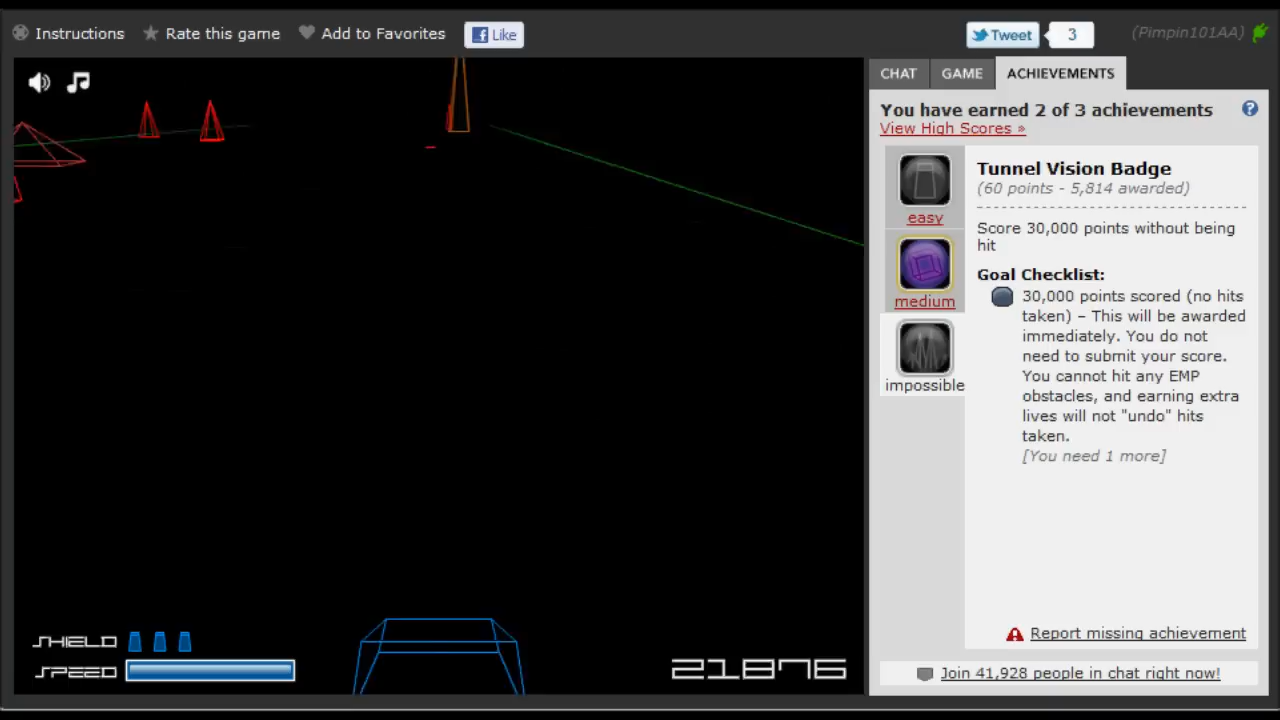 Instructions Rate this game Add to Favorites Like Tweet 3 (Pimpin101AA)
CHAT GAME ACHIEVEMENTS
You have earned 2 of 3 achievements
View High Scores »
easy
medium
impossible
Tunnel Vision Badge
(60 points - 5,814 awarded)
Score 30,000 points without being
hit
Goal Checklist:
30,000 points scored (no hits
taken) – This will be awarded
immediately. You do not
need to submit your score.
You cannot hit any EMP
obstacles, and earning extra
lives will not "undo" hits
taken.
[You need 1 more]
Report missing achievement
Join 41,928 people in chat right now!
SHIELD
SPEED
21876